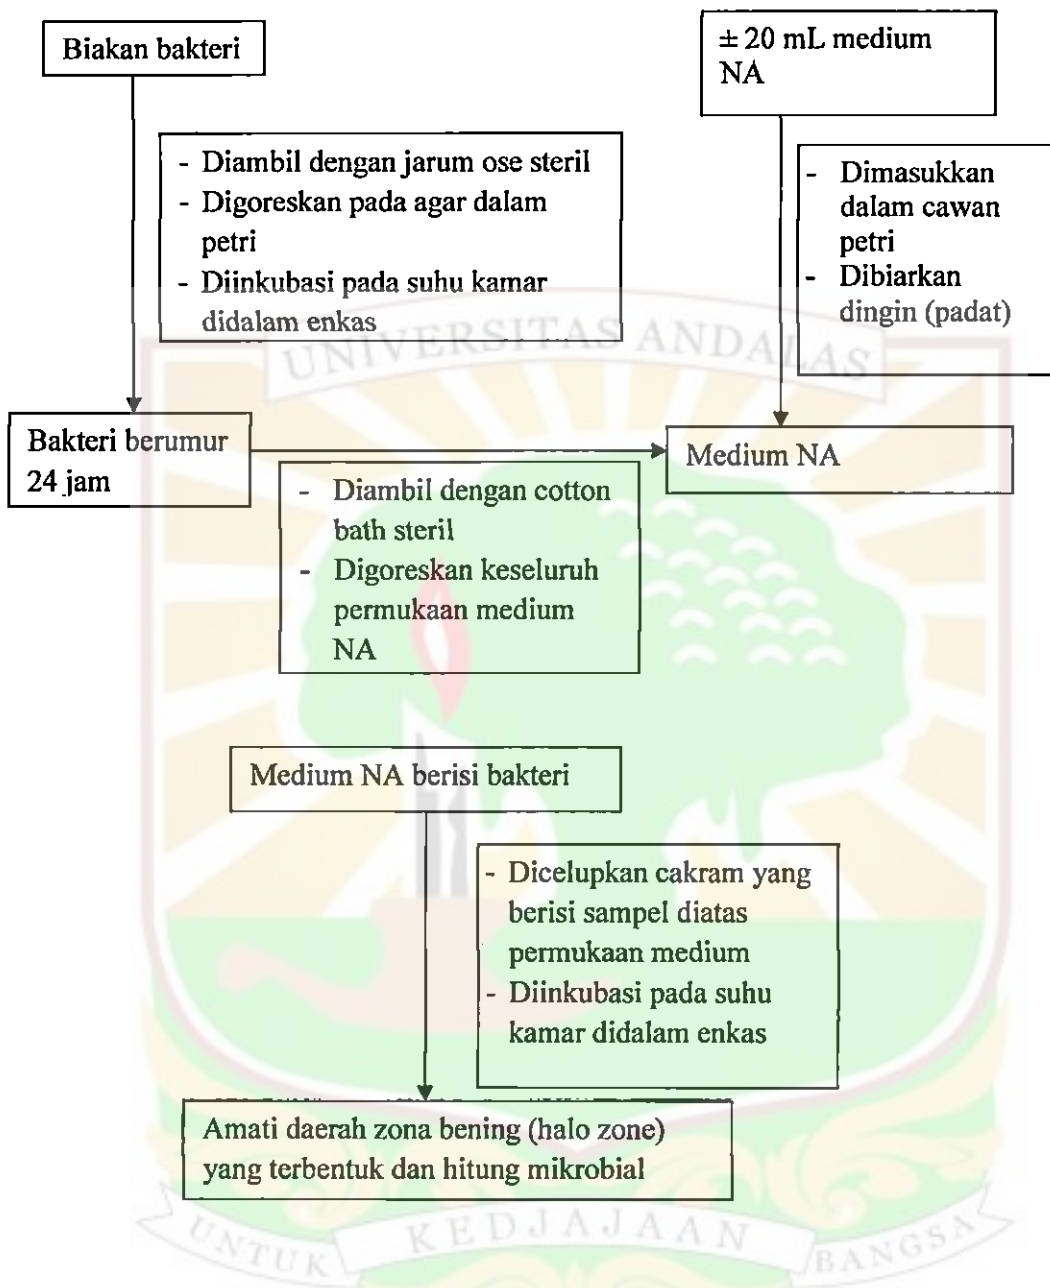 Biakan bakteri
± 20 mL medium
NA
- Diambil dengan jarum ose steril
- Digoreskan pada agar dalam
petri
- Diinkubasi pada suhu kamar
didalam enkas
- Dimasukkan
dalam cawan
petri
- Dibiarkan
dingin (padat)
UNIVERSITAS ANDALAS
Bakteri berumur
24 jam
Medium NA
- Diambil dengan cotton
bath steril
- Digoreskan keseluruh
permukaan medium
NA
Medium NA berisi bakteri
- Dicelupkan cakram yang
berisi sampel diatas
permukaan medium
- Diinkubasi pada suhu
kamar didalam enkas
Amati daerah zona bening (halo zone)
yang terbentuk dan hitung mikrobial
UNTUK KEDJAJAAN BANGSA